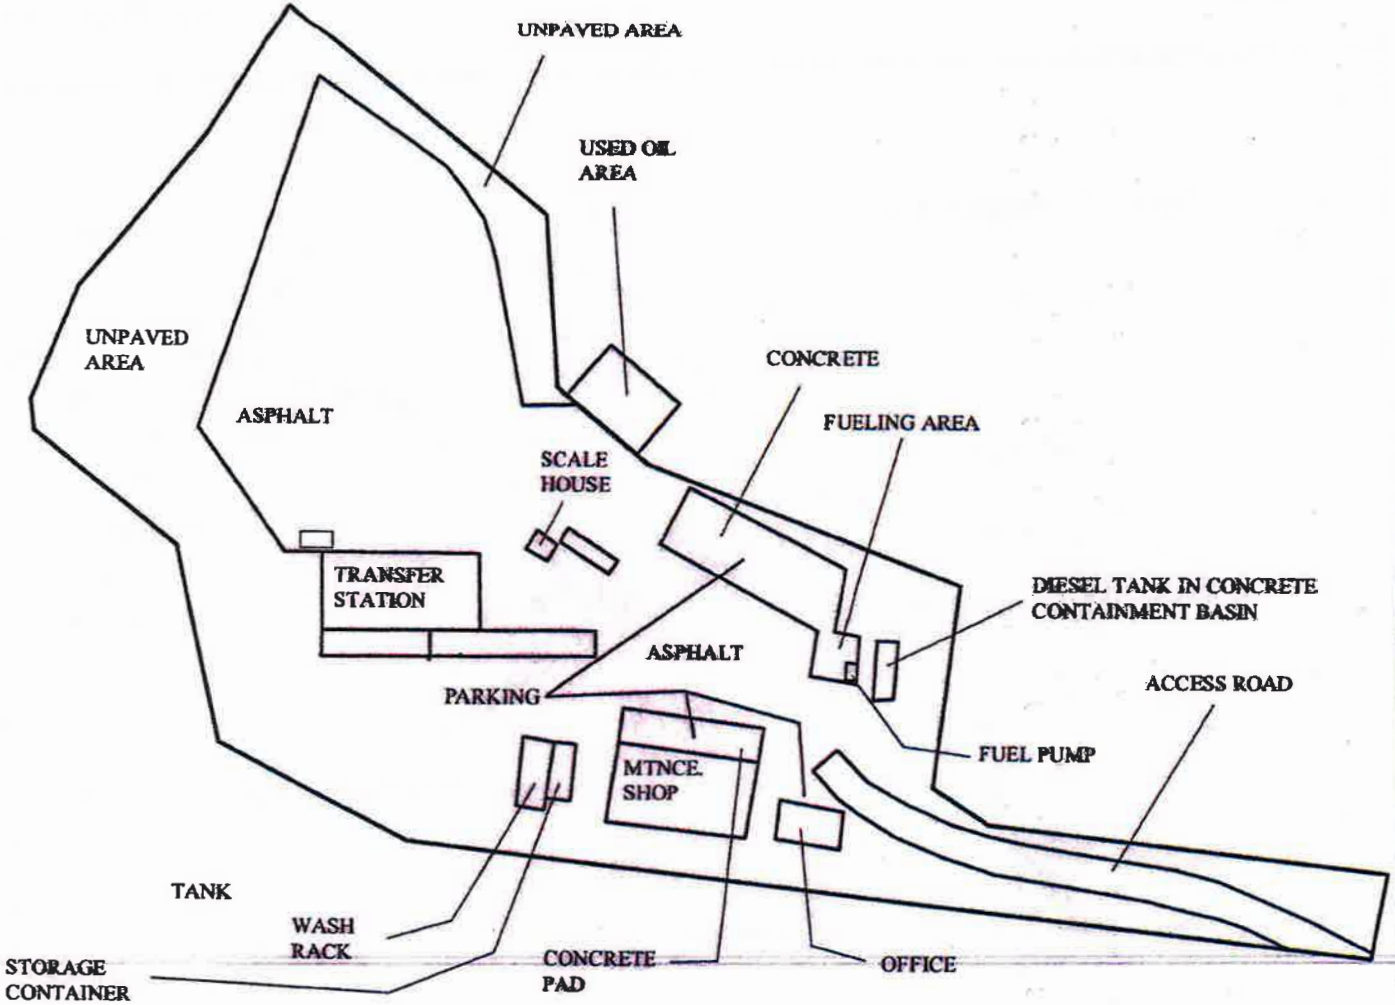 UNPAVED AREA
USED OIL
AREA
UNPAVED
AREA
CONCRETE
ASPHALT
FUELING AREA
SCALE
HOUSE
TRANSFER
STATION
DIESEL TANK IN CONCRETE
CONTAINMENT BASIN
ASPHALT
PARKING
ACCESS ROAD
FUEL PUMP
MTNCE.
SHOP
TANK
WASH
RACK
CONCRETE
PAD
OFFICE
STORAGE
CONTAINER